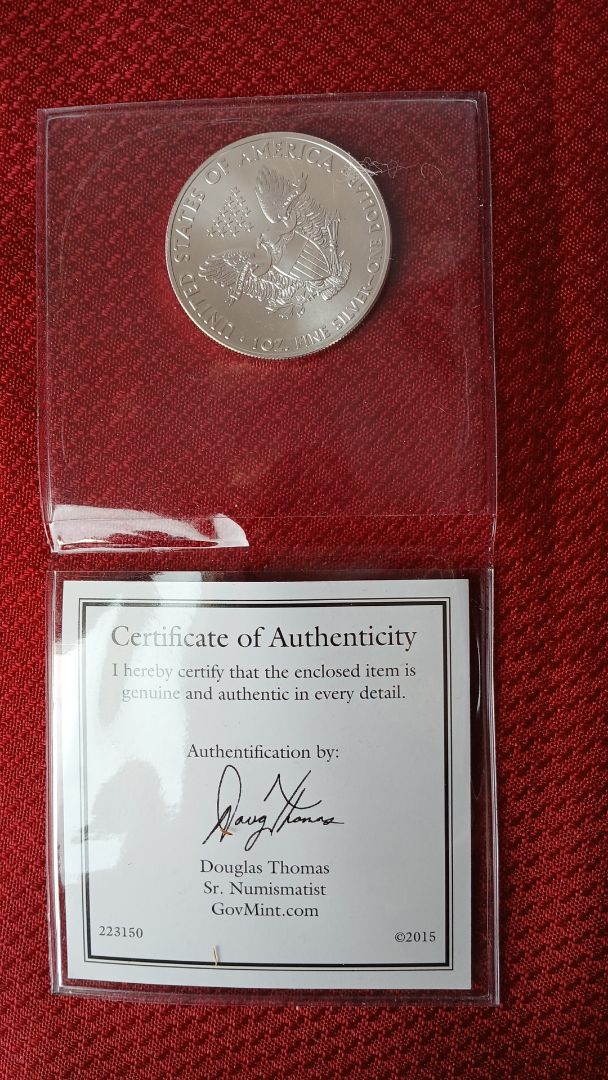 UNITED STATES OF AMERICA
1 OZ. FINE SILVER~ONE DOLLAR
Certificate of Authenticity
I hereby certify that the enclosed item is
genuine and authentic in every detail.
Authentification by:
Doug Thomas
Douglas Thomas
Sr. Numismatist
GovMint.com
223150
©2015